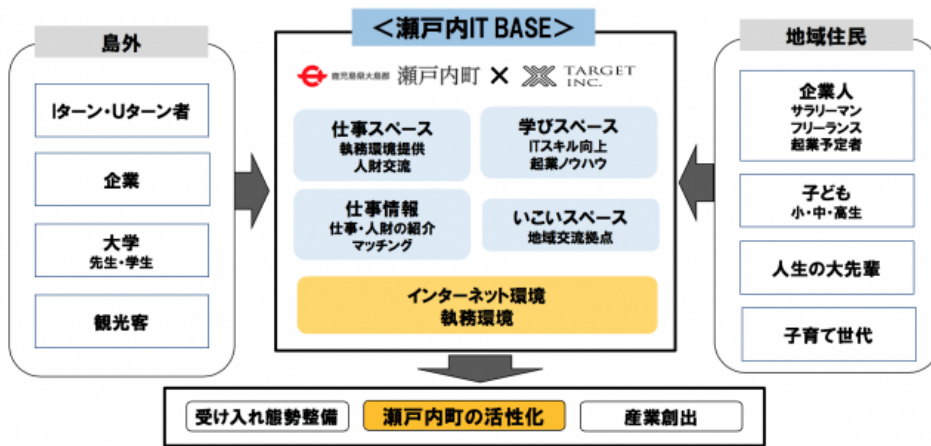 島外
Iターン・Uターン者
企業
大学
先生・学生
観光客
＜瀬戸内IT BASE＞
鹿児島県大島郡 瀬戸内町 × TARGET INC.
仕事スペース
執務環境提供
人財交流
学びスペース
ITスキル向上
起業ノウハウ
仕事情報
仕事・人財の紹介
マッチング
いこいスペース
地域交流拠点
インターネット環境
執務環境
地域住民
企業人
サラリーマン
フリーランス
起業予定者
子ども
小・中・高生
人生の大先輩
子育て世代
受け入れ態勢整備
瀬戸内町の活性化
産業創出